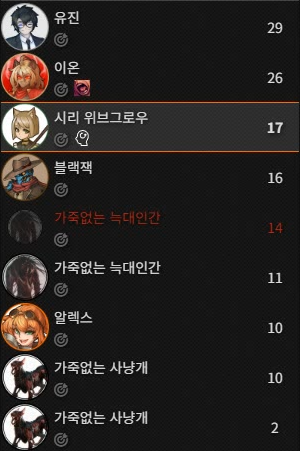 유진
29
이온
26
시리 위브그로우
17
블랙잭
16
가죽없는 늑대인간
14
가죽없는 늑대인간
11
알렉스
10
가죽없는 사냥개
10
가죽없는 사냥개
2